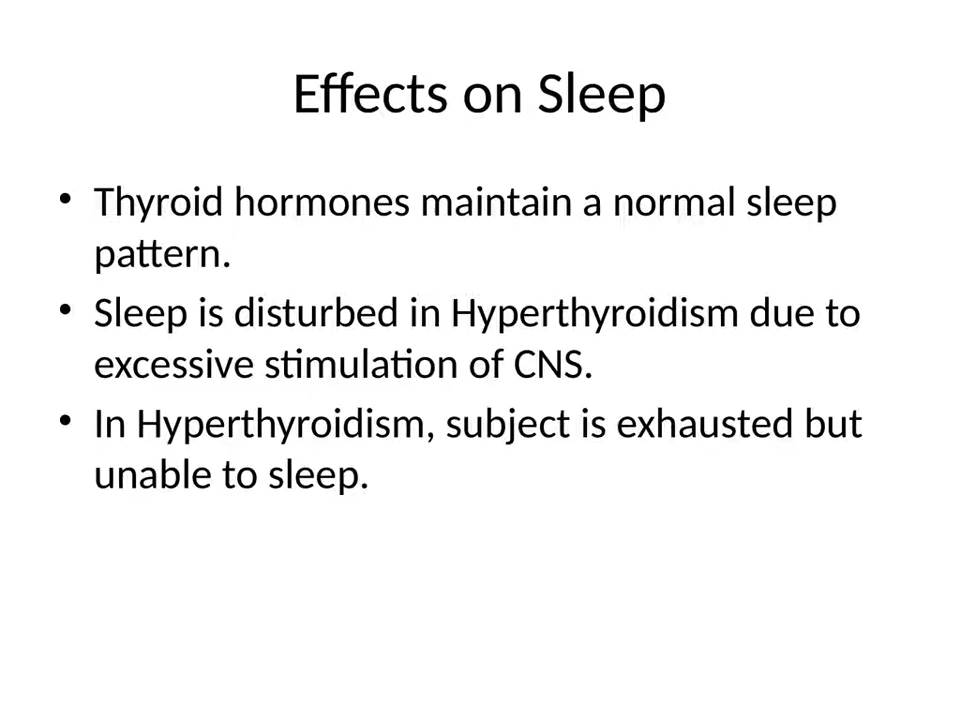 Effects on Sleep
• Thyroid hormones maintain a normal sleep
pattern.
• Sleep is disturbed in Hyperthyroidism due to
excessive stimulation of CNS.
• In Hyperthyroidism, subject is exhausted but
unable to sleep.